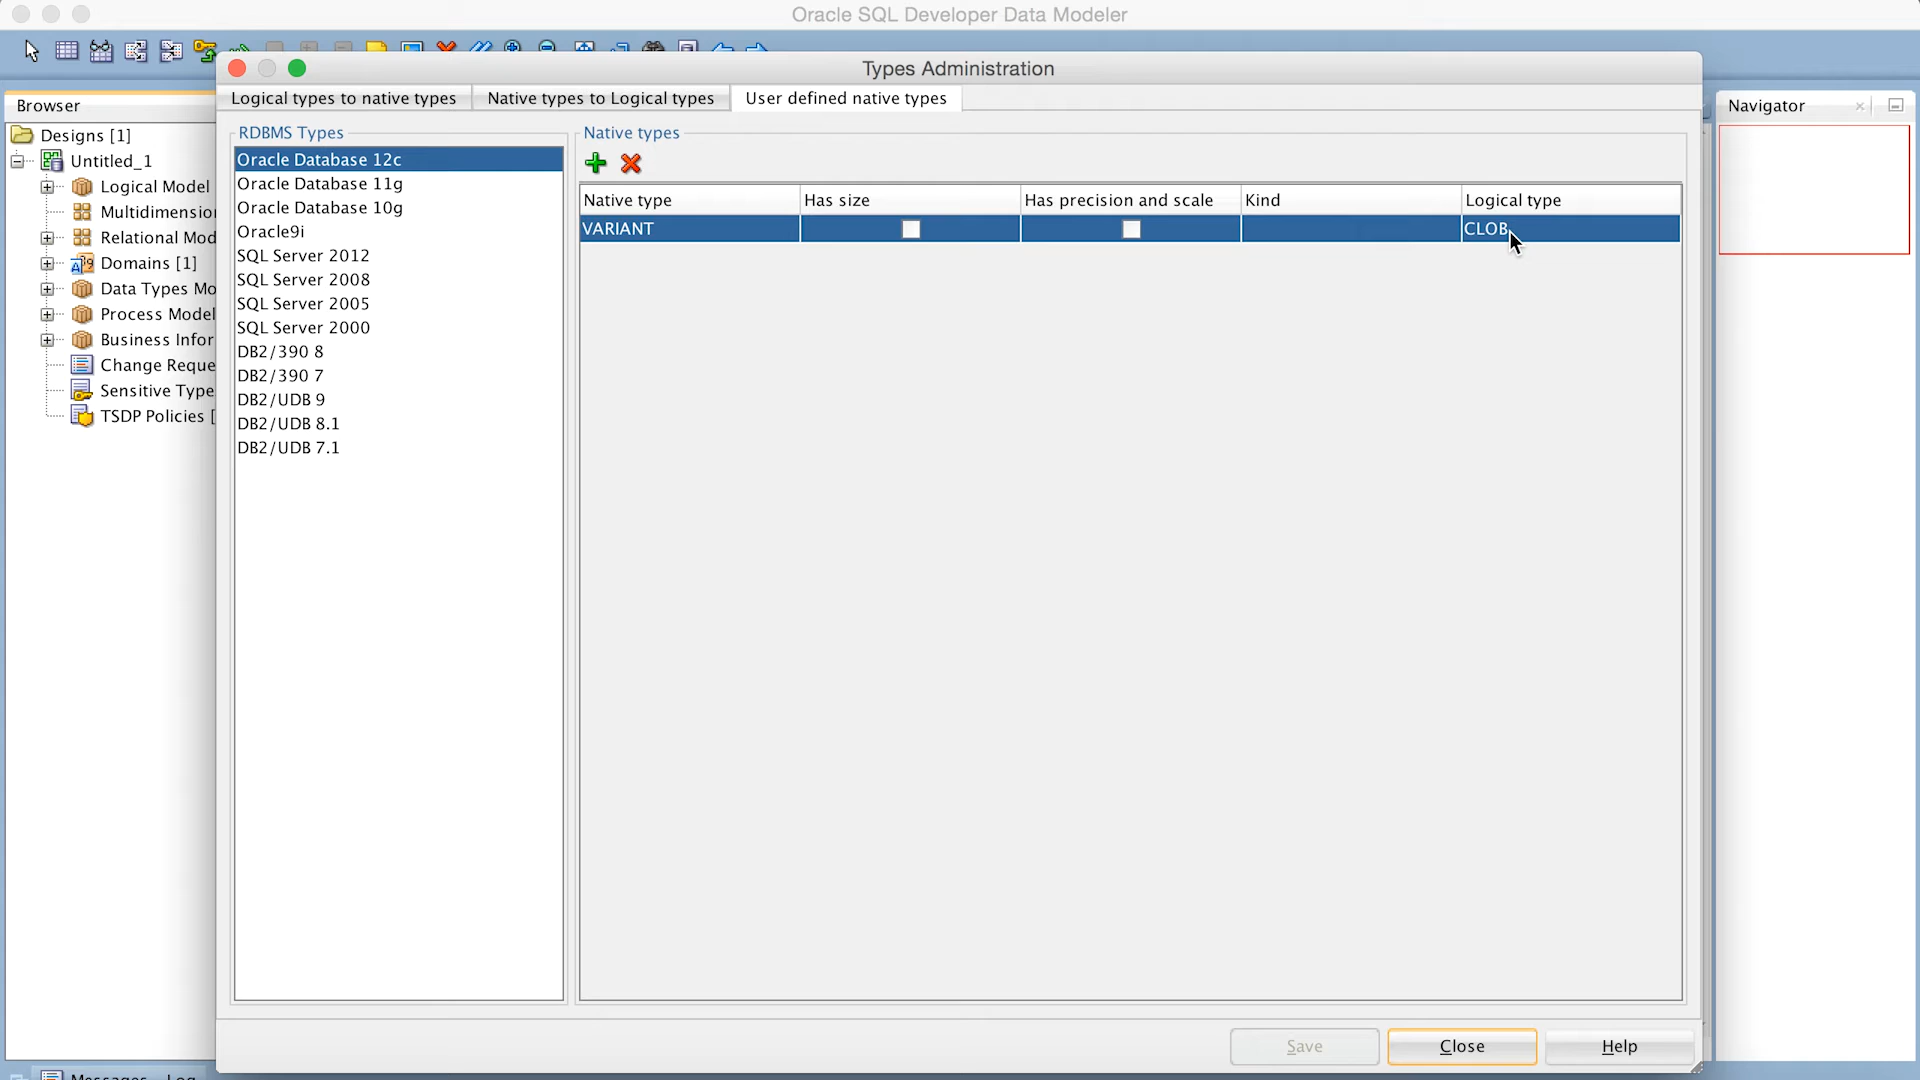 Oracle SQL Developer Data Modeler
Types Administration
Browser
Designs [1]
Untitled_1
Logical Model
Multidimensio
Relational Mod
Domains [1]
Data Types Mo
Process Model
Business Infor
Change Reque
Sensitive Type
TSDP Policies [
Logical types to native types
Native types to Logical types
User defined native types
RDBMS Types
Oracle Database 12c
Oracle Database 11g
Oracle Database 10g
Oracle9i
SQL Server 2012
SQL Server 2008
SQL Server 2005
SQL Server 2000
DB2/390 8
DB2/390 7
DB2/UDB 9
DB2/UDB 8.1
DB2/UDB 7.1
Native types
Native type Has size Has precision and scale Kind Logical type
VARIANT CLOB
Save Close Help
Navigator
Messages - Log